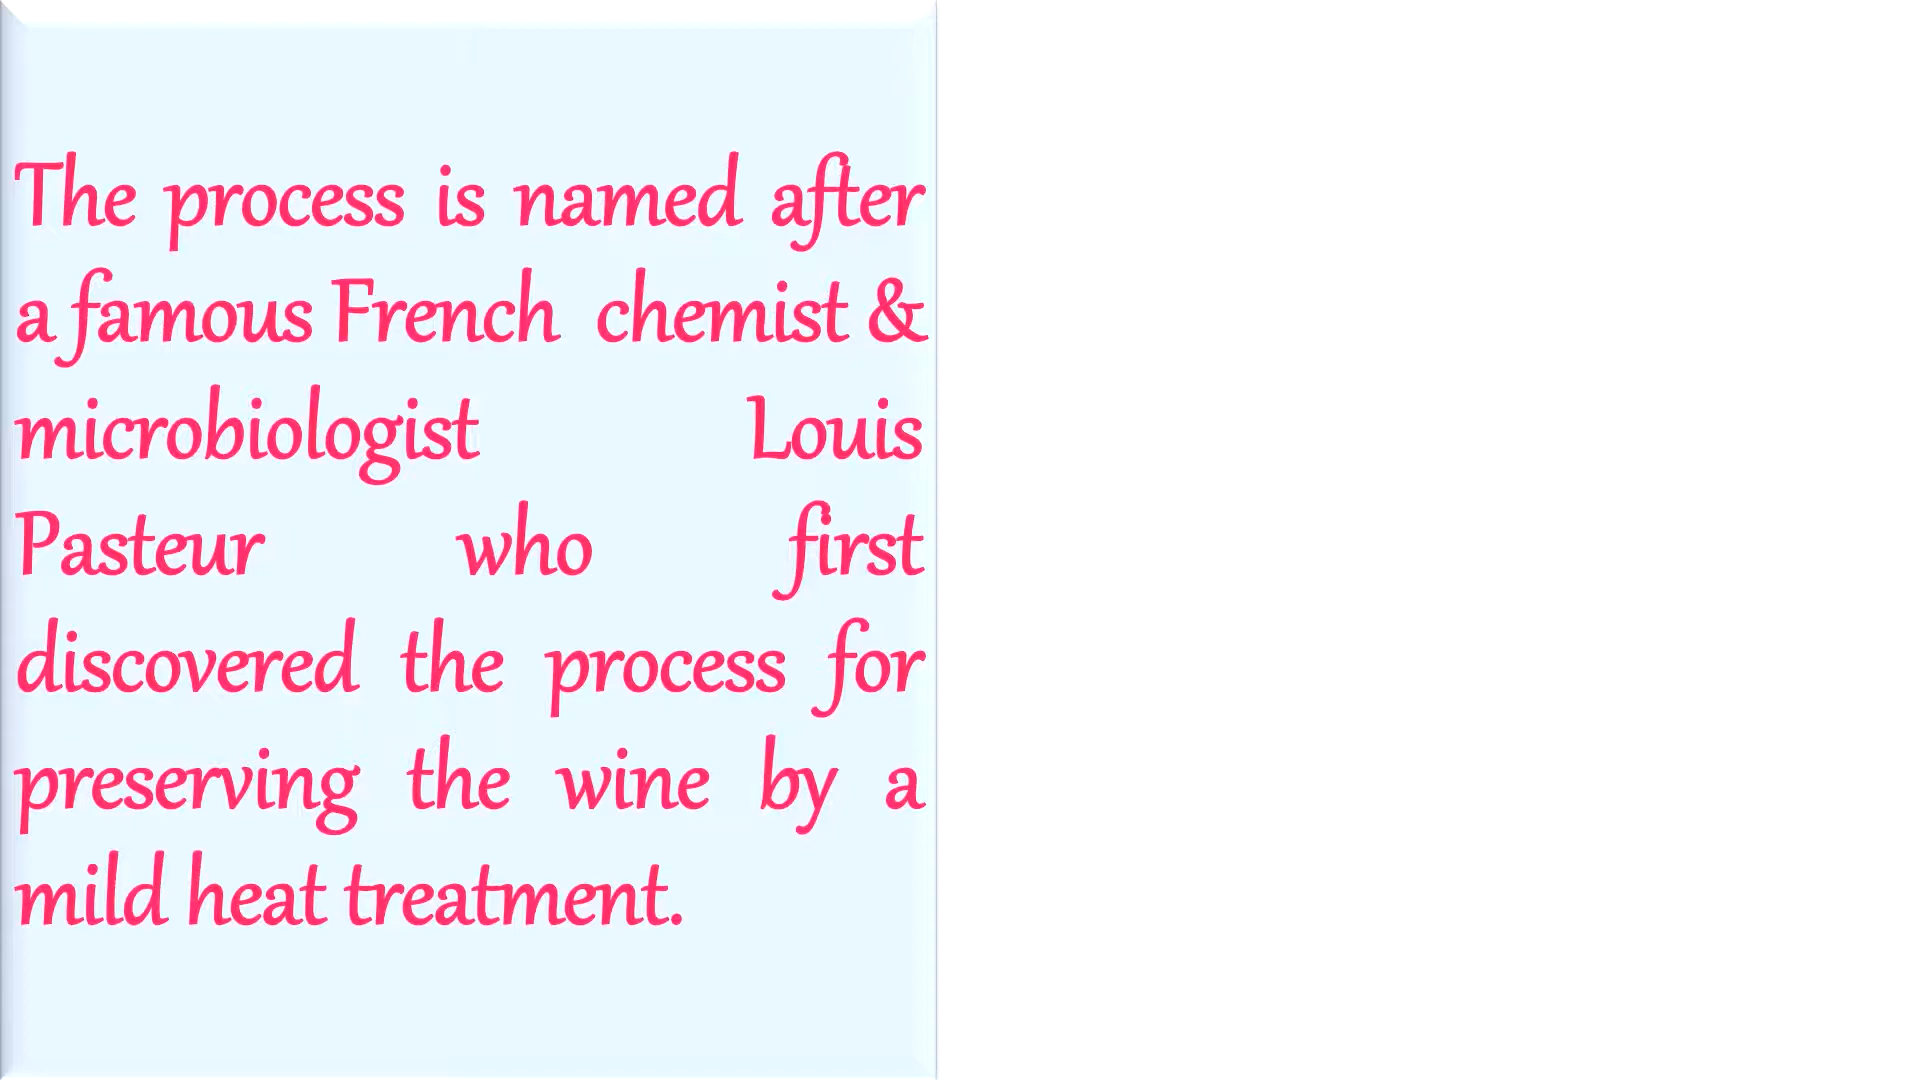 The process is named after
a famous French chemist &
microbiologist Louis
Pasteur who first
discovered the process for
preserving the wine by a
mild heat treatment.